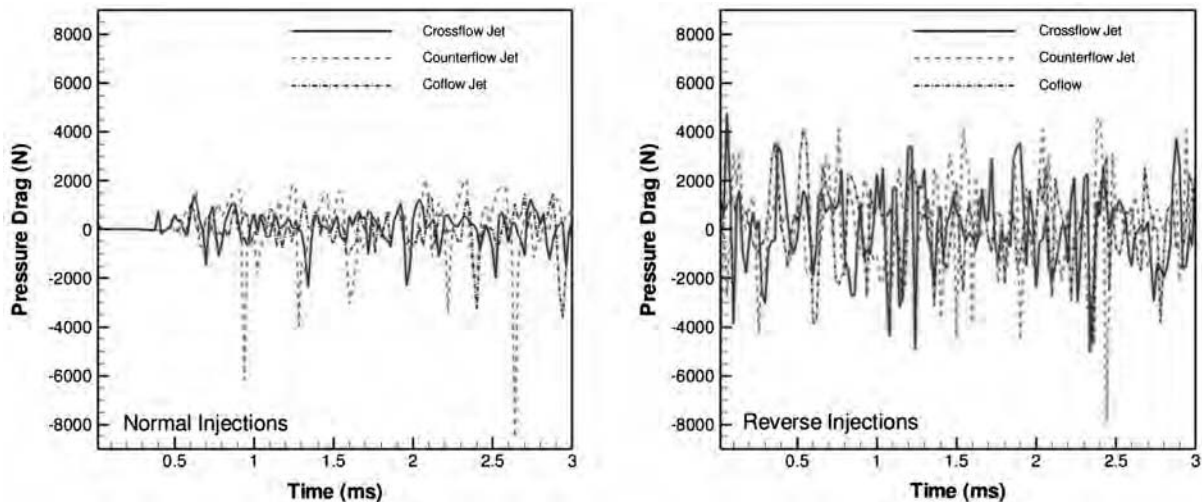 8000
6000
4000
2000
0
-2000
-4000
-6000
-8000
Pressure Drag (N)
Crossflow Jet
Counterflow Jet
Coflow Jet
Normal Injections
0.5 1 1.5 2 2.5 3
Time (ms)
8000
6000
4000
2000
0
-2000
-4000
-6000
-8000
Pressure Drag (N)
Crossflow Jet
Counterflow Jet
Coflow
Reverse Injections
0.5 1 1.5 2 2.5 3
Time (ms)